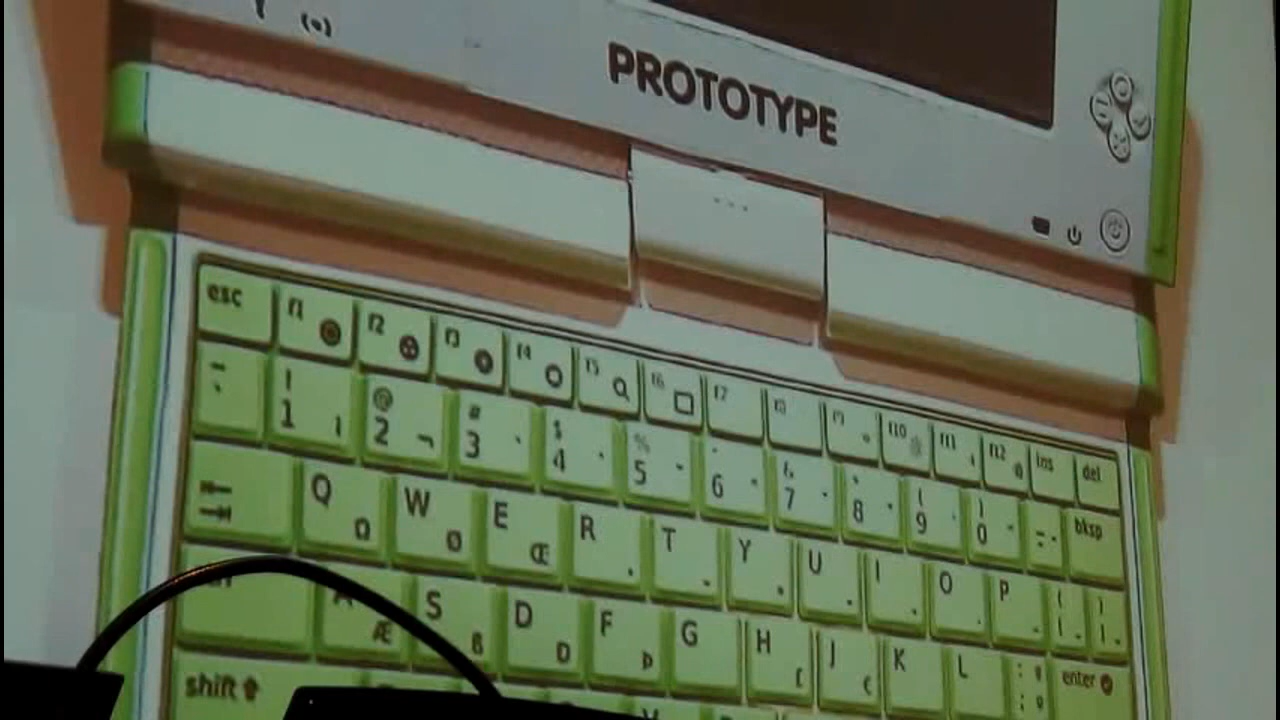 PROTOTYPE
esc f1 f2 f3 f4 f5 f6 f7 f8 f9 f10 f11 f12 ins del
! 1 @ 2 ¬ # 3 $ 4 % 5 6 & 7 8 ( 9 ) 0 bksp
Q W Ø E Œ R T Y U I O P
A Æ S ß D Ð F Þ G H J K L enter
shift